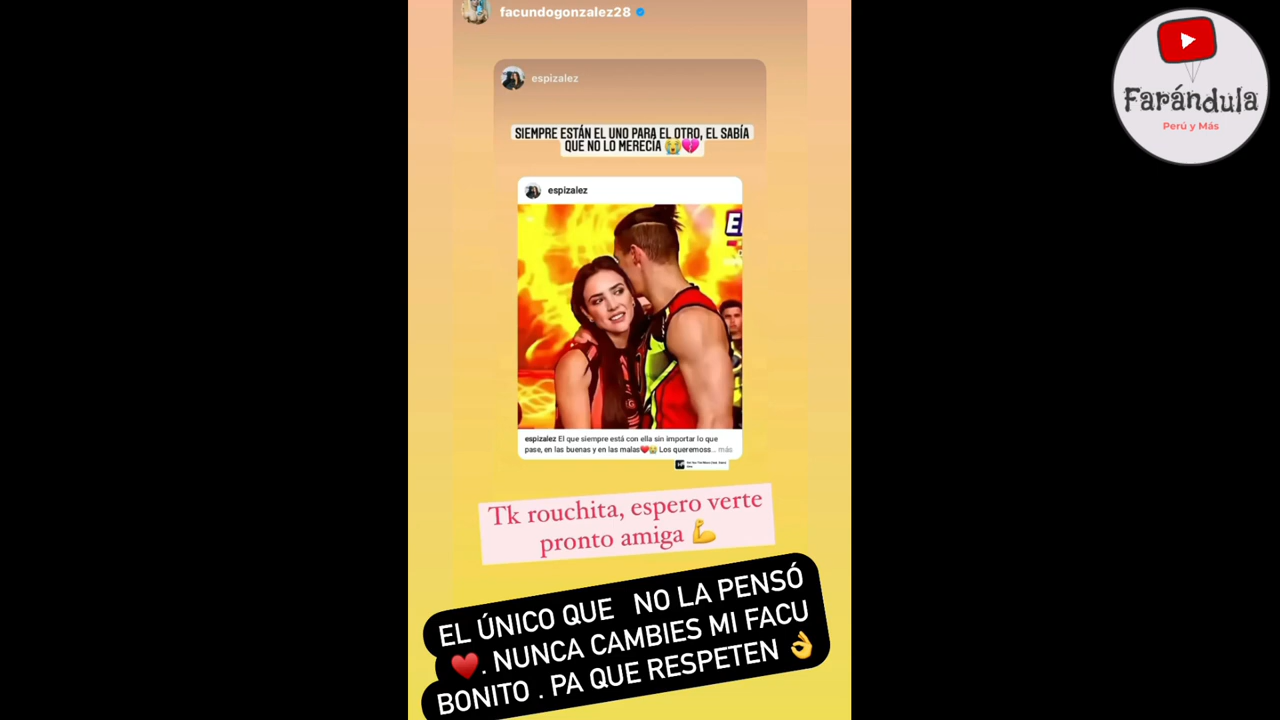 facundogonzalez28
Farándula
Perú y Más
espizalez
SIEMPRE ESTÁN EL UNO PARA EL OTRO, EL SABÍA
QUE NO LO MERECÍA 😭💔
espizalez
espizalez El que siempre está con ella sin importar lo que
pase, en las buenas y en las malas❤️😭 Los queremoss... más
Tk rouchita, espero verte
pronto amiga 💪
EL ÚNICO QUE NO LA PENSÓ
♥️. NUNCA CAMBIES MI FACU
BONITO . PA QUE RESPETEN 👌